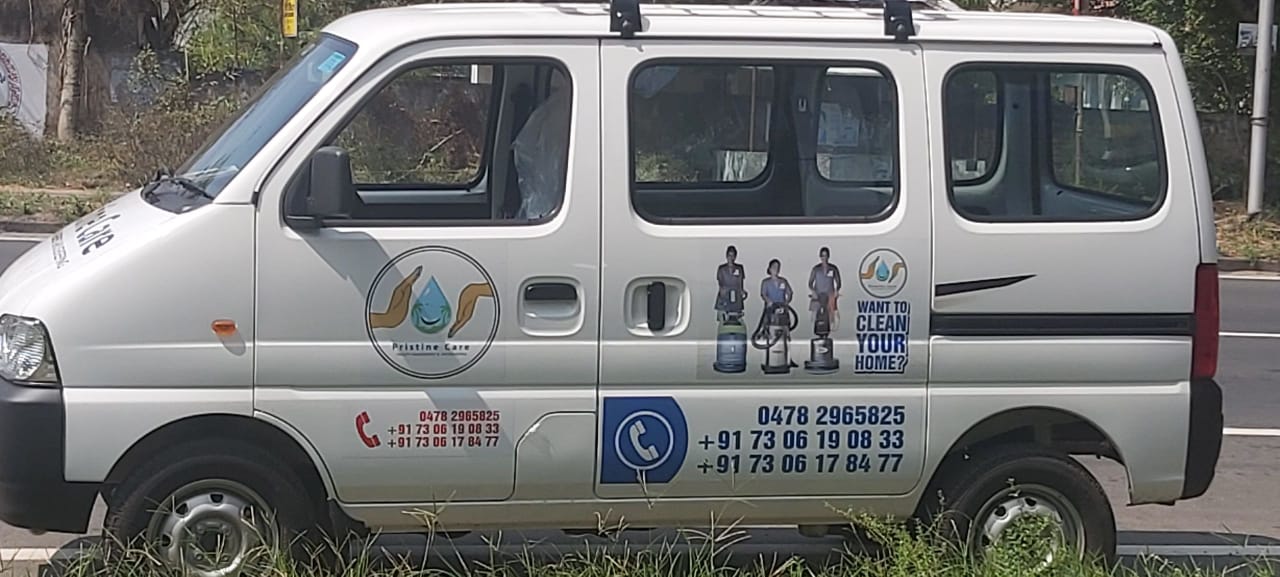 Care
Pristine Care
0478 2965825
+91 73 06 19 08 33
+91 73 06 17 84 77
WANT TO
CLEAN
YOUR
HOME?
0478 2965825
+91 73 06 19 08 33
+91 73 06 17 84 77